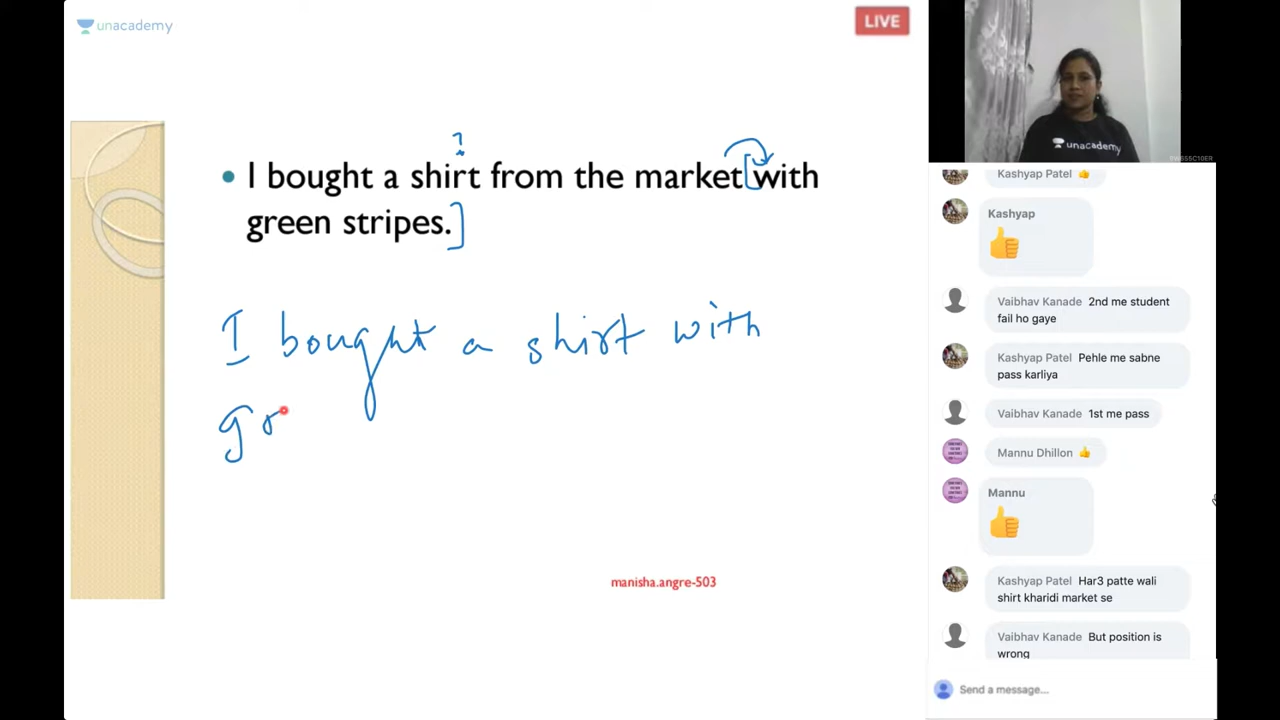 unacademy
LIVE
I bought a shirt from the market [with
green stripes.]
?
I bought a shirt with
gr
manisha.angre-503
unacademy
Kashyap Patel 👍
Kashyap
👍
Vaibhav Kanade 2nd me student
fail ho gaye
Kashyap Patel Pehle me sabne
pass karliya
Vaibhav Kanade 1st me pass
Mannu Dhillon 👍
Mannu
👍
Kashyap Patel Har3 patte wali
shirt kharidi market se
Vaibhav Kanade But position is
wrong
Send a message...